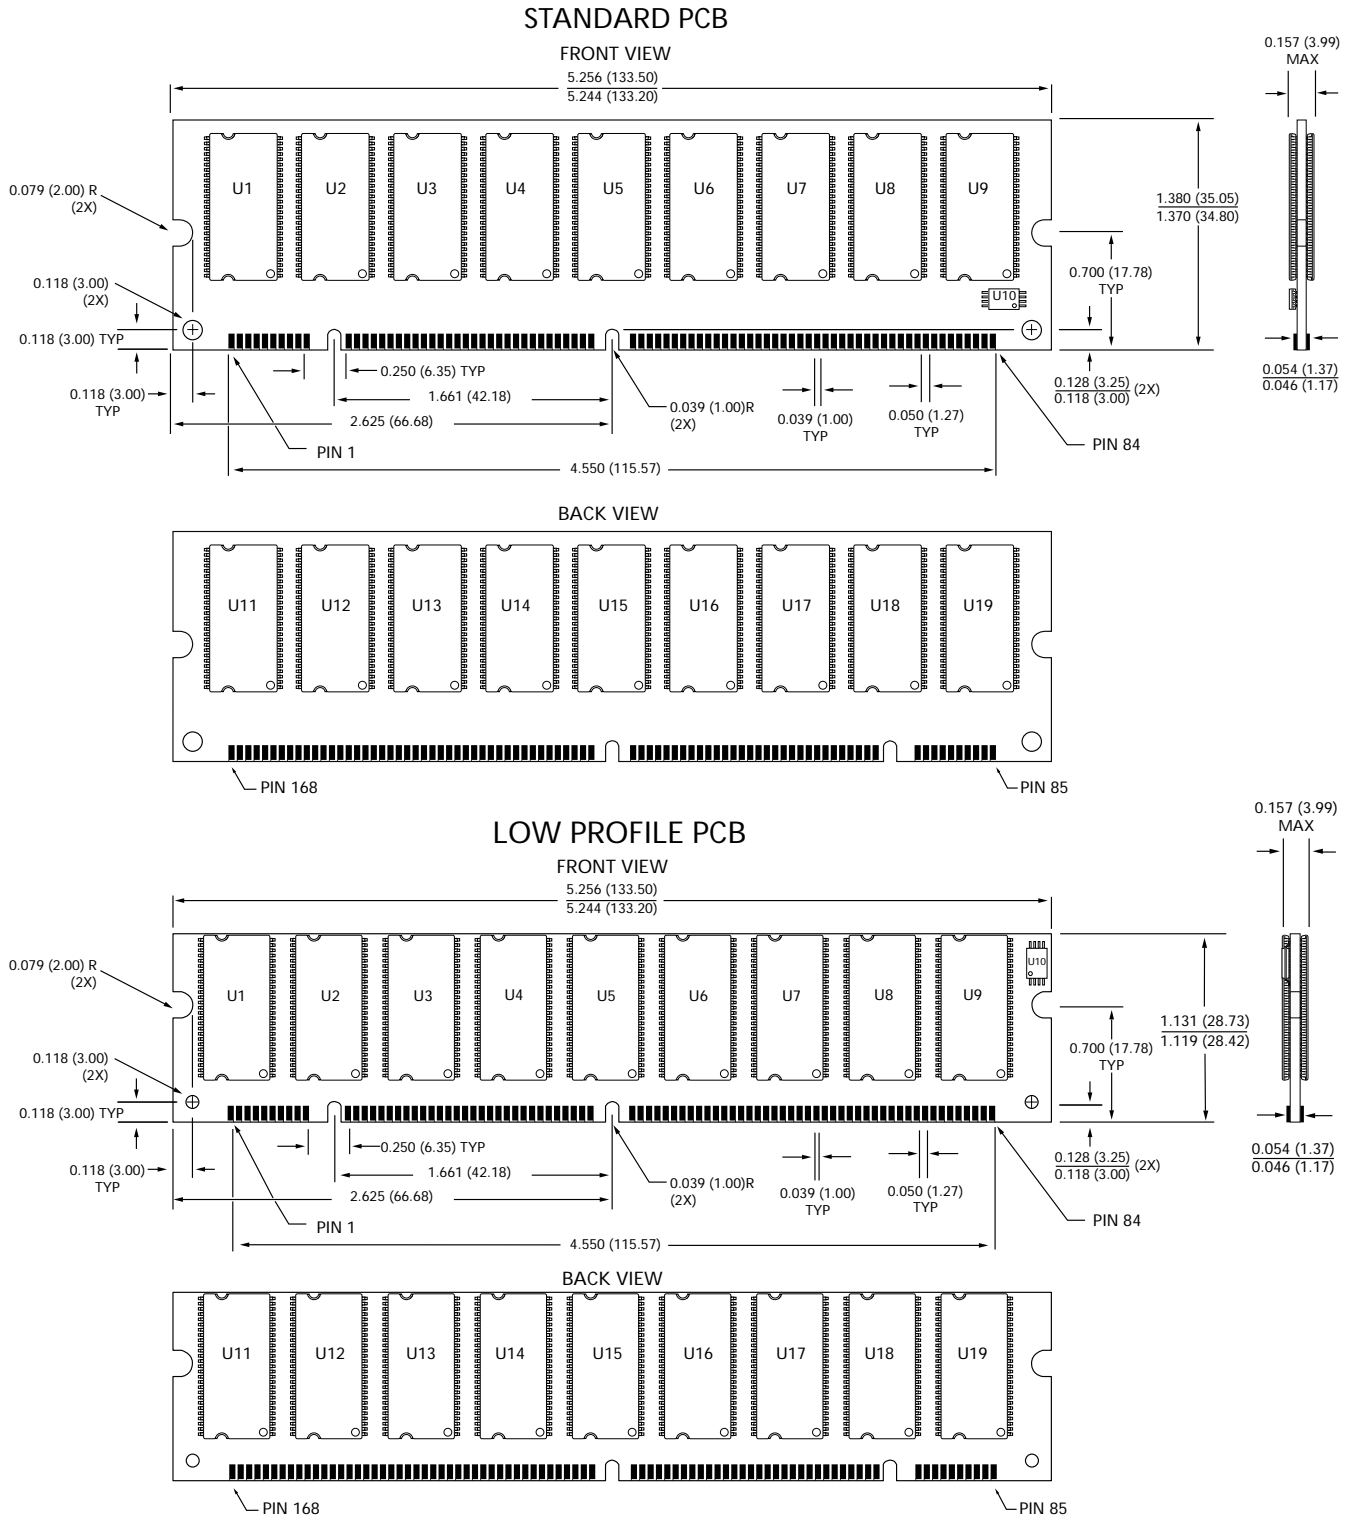 STANDARD PCB
FRONT VIEW
5.256 (133.50)
5.244 (133.20)
0.157 (3.99)
MAX
0.079 (2.00) R
(2X)
U1 U2 U3 U4 U5 U6 U7 U8 U9
1.380 (35.05)
1.370 (34.80)
0.118 (3.00)
(2X)
0.700 (17.78)
TYP
U10
0.118 (3.00) TYP
0.118 (3.00)
TYP
0.250 (6.35) TYP
1.661 (42.18)
2.625 (66.68)
0.039 (1.00)R
(2X)
0.039 (1.00)
TYP
0.050 (1.27)
TYP
0.128 (3.25)
0.118 (3.00)
(2X)
0.054 (1.37)
0.046 (1.17)
PIN 1
PIN 84
4.550 (115.57)
BACK VIEW
U11 U12 U13 U14 U15 U16 U17 U18 U19
PIN 168
PIN 85
LOW PROFILE PCB
FRONT VIEW
5.256 (133.50)
5.244 (133.20)
0.157 (3.99)
MAX
0.079 (2.00) R
(2X)
U1 U2 U3 U4 U5 U6 U7 U8 U9
U10
1.131 (28.73)
1.119 (28.42)
0.118 (3.00)
(2X)
0.700 (17.78)
TYP
0.118 (3.00) TYP
0.118 (3.00)
TYP
0.250 (6.35) TYP
1.661 (42.18)
2.625 (66.68)
0.039 (1.00)R
(2X)
0.039 (1.00)
TYP
0.050 (1.27)
TYP
0.128 (3.25)
0.118 (3.00)
(2X)
0.054 (1.37)
0.046 (1.17)
PIN 1
PIN 84
4.550 (115.57)
BACK VIEW
U11 U12 U13 U14 U15 U16 U17 U18 U19
PIN 168
PIN 85